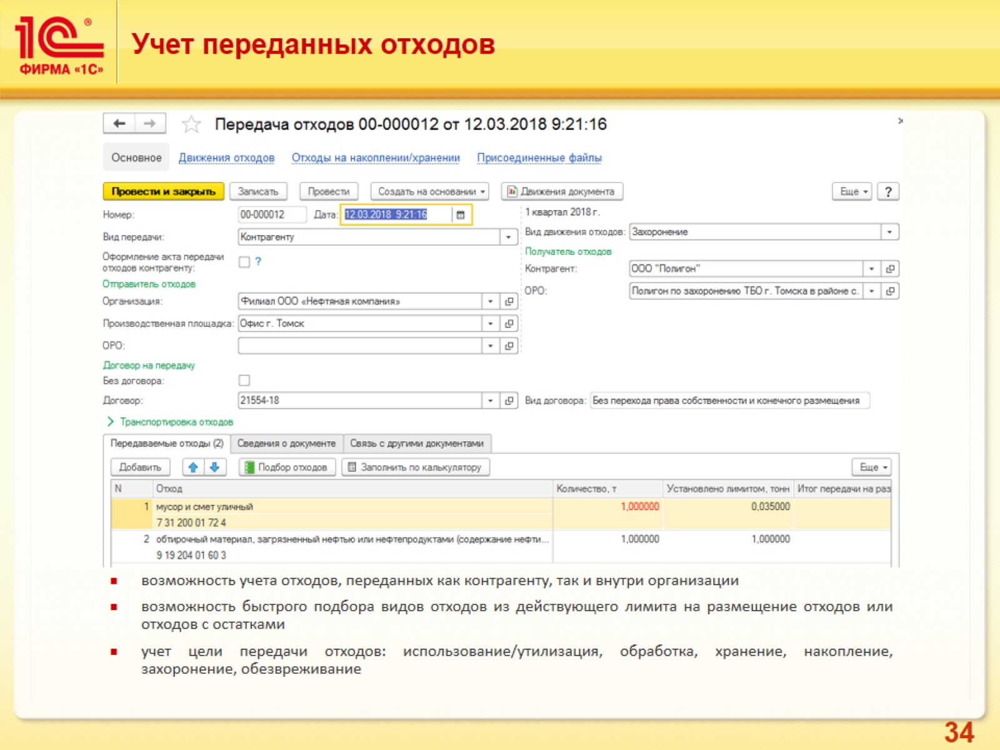 1С®
ФИРМА «1С»
Учет переданных отходов
Передача отходов 00-000012 от 12.03.2018 9:21:16
Основное Движения отходов Отходы на накоплении/хранении Присоединенные файлы
Провести и закрыть Записать Провести Создать на основании Движения документа Еще ?
Номер: 00-000012 Дата: 12.03.2018 9:21:16 1 квартал 2018 г.
Вид передачи: Контрагенту Вид движения отходов: Захоронение
Оформление акта передачи
отходов контрагенту: ?
Получатель отходов
Контрагент: ООО "Полигон"
Отправитель отходов
ОРО: Полигон по захоронению ТБО г. Томска в районе с.
Организация: Филиал ООО «Нефтяная компания»
Производственная площадка: Офис г. Томск
ОРО:
Договор на передачу
Без договора:
Договор: 21554-18 Вид договора: Без перехода права собственности и конечного размещения
Транспортировка отходов
Передаваемые отходы (2) Сведения о документе Связь с другими документами
Добавить Подбор отходов Заполнить по калькулятору Еще
N Отход Количество, т Установлено лимитом, тонн Итог передачи на раз
1 мусор и смет уличный 1,000000 0,035000
7 31 200 01 72 4
2 обтирочный материал, загрязненный нефтью или нефтепродуктами (содержание нефти... 1,000000 1,000000
9 19 204 01 60 3
возможность учета отходов, переданных как контрагенту, так и внутри организации
возможность быстрого подбора видов отходов из действующего лимита на размещение отходов или
отходов с остатками
учет цели передачи отходов: использование/утилизация, обработка, хранение, накопление,
захоронение, обезвреживание
34